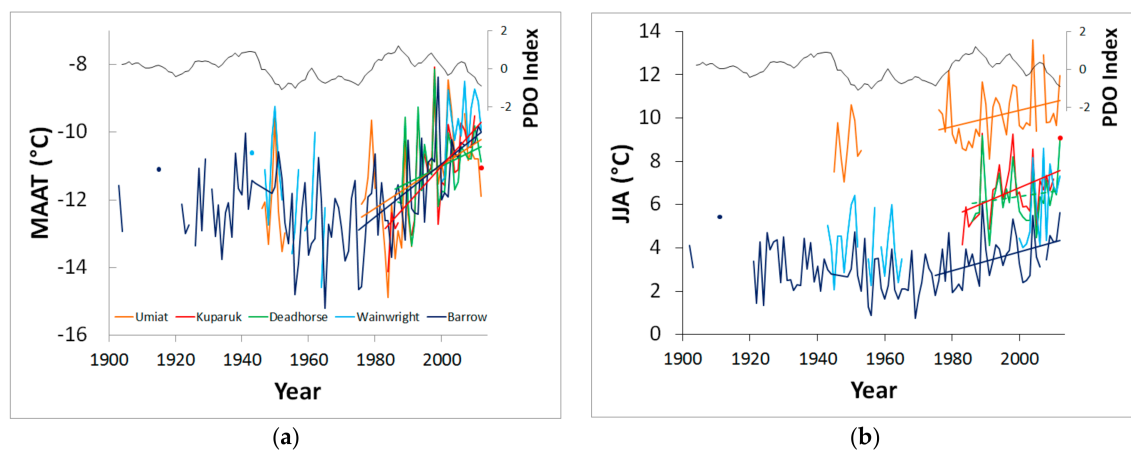 2
-8
0
-2
PDO Index
-10
MAAT (°C)
-12
-14
Umiat Kuparuk Deadhorse Wainwright Barrow
-16
1900 1920 1940 1960 1980 2000
Year
(a)
14
2
12
0
-2
PDO Index
10
8
JJA (°C)
6
4
2
0
1900 1920 1940 1960 1980 2000
Year
(b)